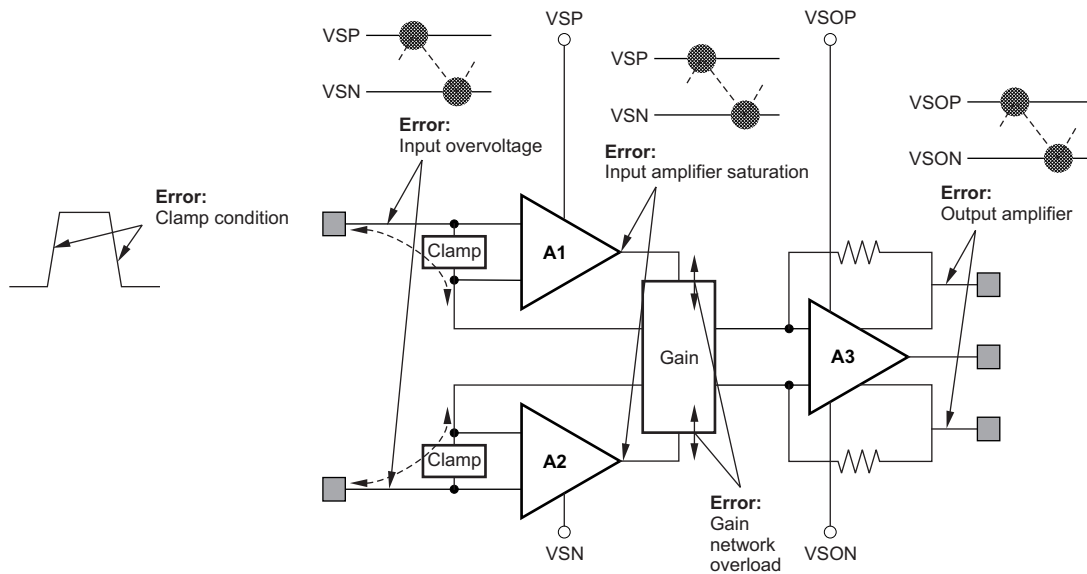 VSP
VSOP
VSP
VSN
VSP
VSN
VSOP
VSON
Error:
Input overvoltage
Error:
Input amplifier saturation
Error:
Output amplifier
Error:
Clamp condition
Clamp
A1
Gain
A3
Clamp
A2
Error:
Gain
network
overload
VSN
VSON